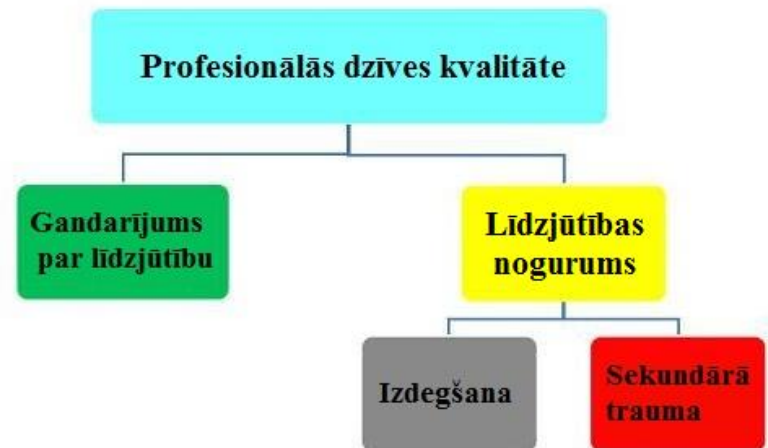 Profesionālās dzīves kvalitāte
Gandarījums
par līdzjūtību
Līdzjūtības
nogurums
Izdegšana
Sekundārā
trauma